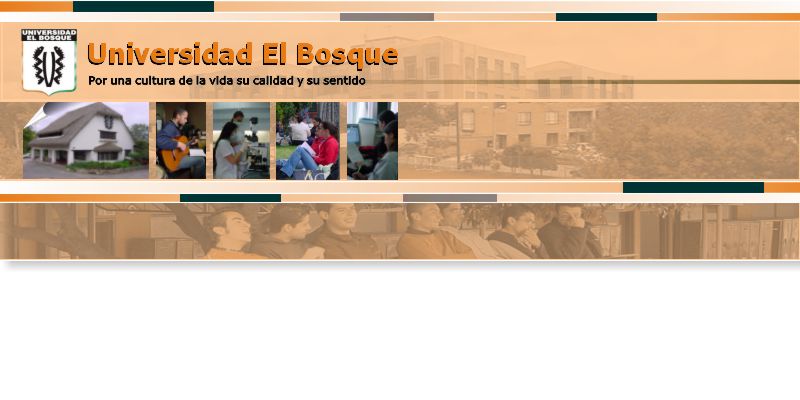 UNIVERSIDAD
EL BOSQUE
Universidad El Bosque
Por una cultura de la vida su calidad y su sentido